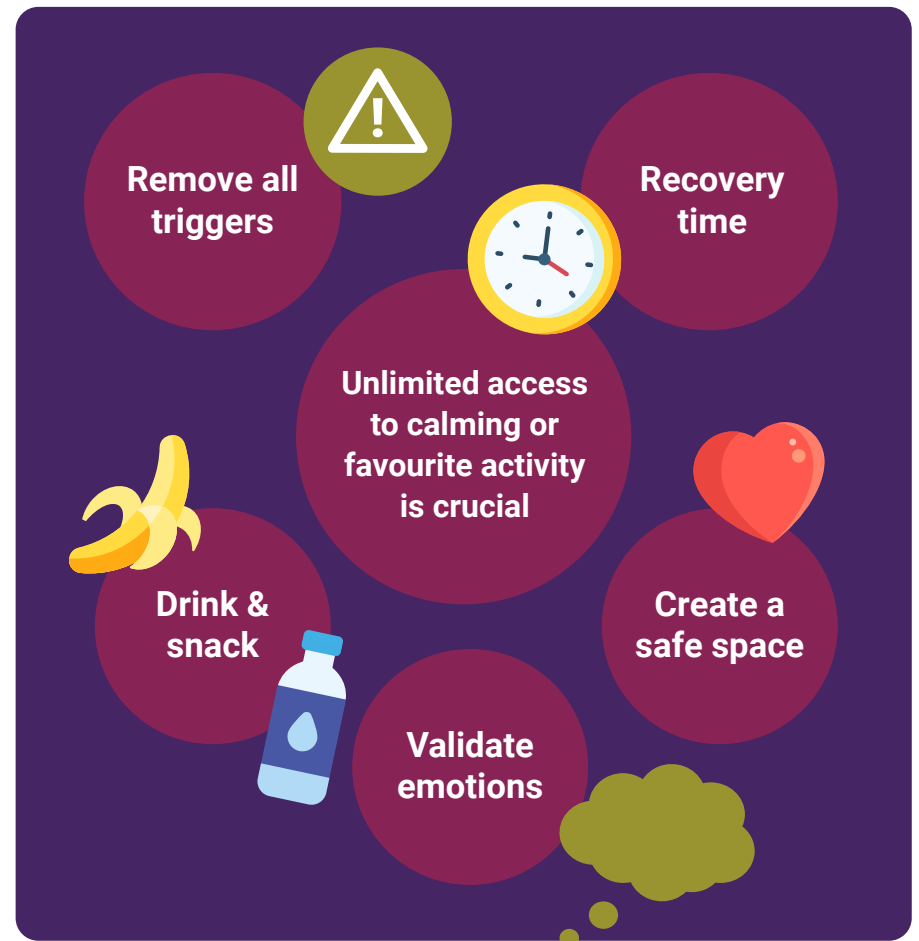 Remove all
triggers
Recovery
time
Unlimited access
to calming or
favourite activity
is crucial
Drink &
snack
Create a
safe space
Validate
emotions